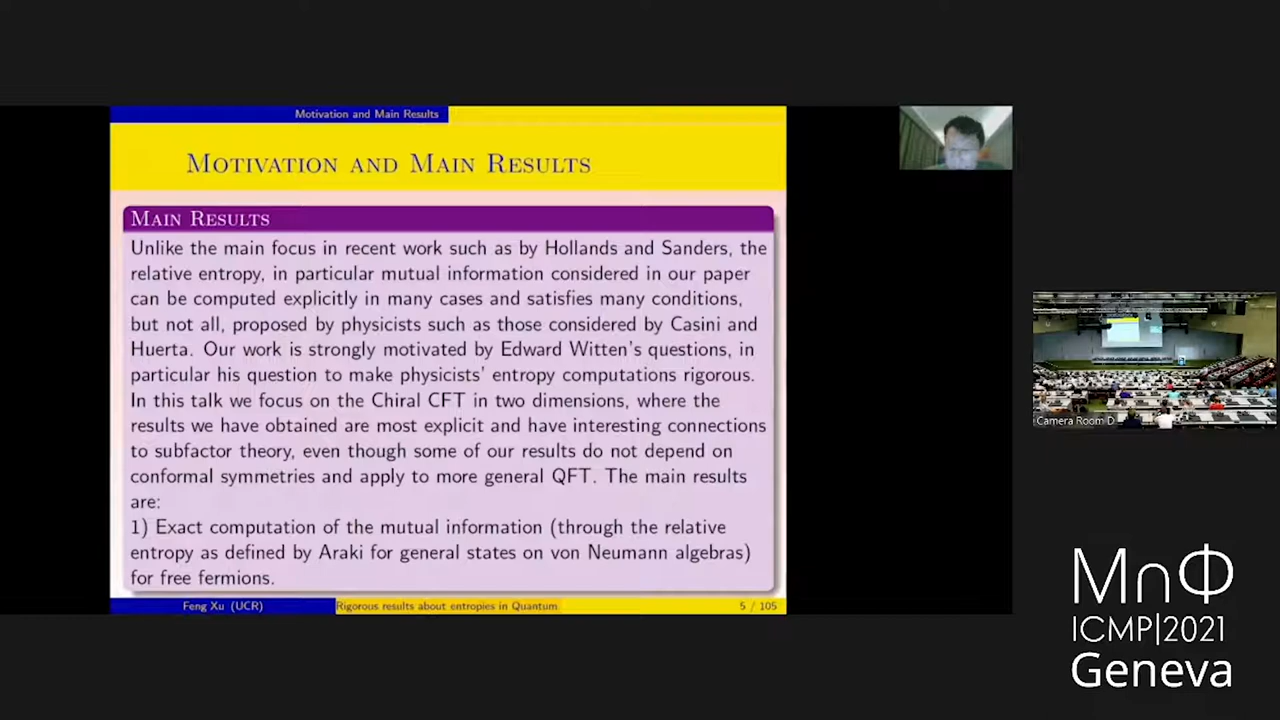 Motivation and Main Results
Motivation and Main Results
Main Results
Unlike the main focus in recent work such as by Hollands and Sanders, the
relative entropy, in particular mutual information considered in our paper
can be computed explicitly in many cases and satisfies many conditions,
but not all, proposed by physicists such as those considered by Casini and
Huerta. Our work is strongly motivated by Edward Witten's questions, in
particular his question to make physicists' entropy computations rigorous.
In this talk we focus on the Chiral CFT in two dimensions, where the
results we have obtained are most explicit and have interesting connections
to subfactor theory, even though some of our results do not depend on
conformal symmetries and apply to more general QFT. The main results
are:
1) Exact computation of the mutual information (through the relative
entropy as defined by Araki for general states on von Neumann algebras)
for free fermions.
Feng Xu (UCR)
Rigorous results about entropies in Quantum
5 / 105
Camera Room D
M∩Φ
ICMP|2021
Geneva